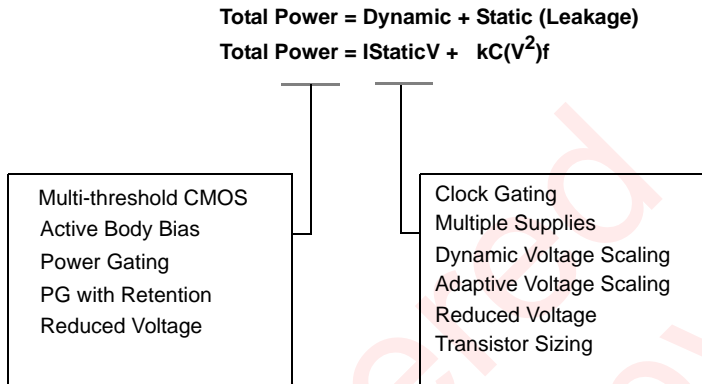 Total Power = Dynamic + Static (Leakage)
Total Power = IStaticV + kC(V²)f
Multi-threshold CMOS
Active Body Bias
Power Gating
PG with Retention
Reduced Voltage
Clock Gating
Multiple Supplies
Dynamic Voltage Scaling
Adaptive Voltage Scaling
Reduced Voltage
Transistor Sizing